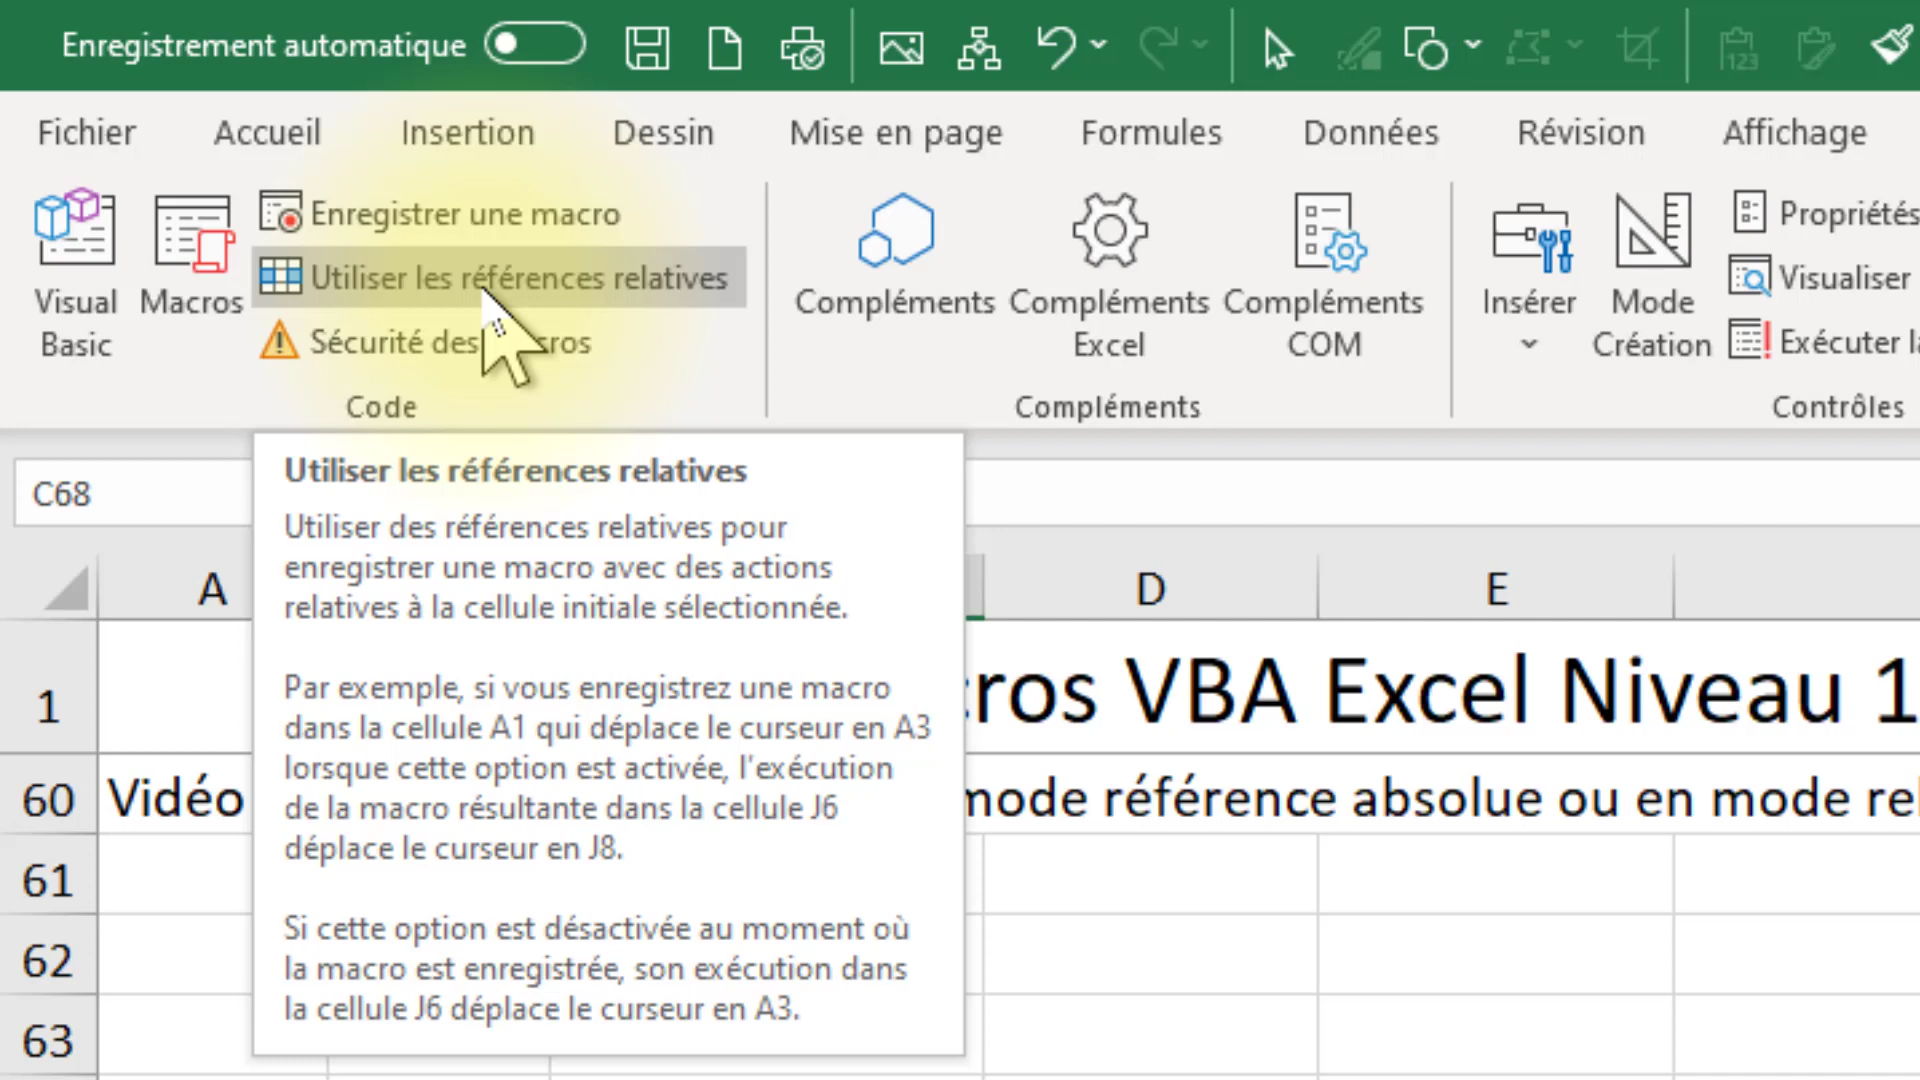 Enregistrement automatique
Fichier Accueil Insertion Dessin Mise en page Formules Données Révision Affichage
Visual Basic
Macros
Enregistrer une macro
Utiliser les références relatives
Sécurité des
Code
Compléments
Compléments Excel
Compléments COM
Compléments
Insérer
Mode Création
Propriétés
Visualiser
Exécuter
Contrôles
C68
Utiliser les références relatives
Utiliser des références relatives pour
enregistrer une macro avec des actions
relatives à la cellule initiale sélectionnée.
Par exemple, si vous enregistrez une macro
dans la cellule A1 qui déplace le curseur en A3
lorsque cette option est activée, l'exécution
de la macro résultante dans la cellule J6
déplace le curseur en J8.
Si cette option est désactivée au moment où
la macro est enregistrée, son exécution dans
la cellule J6 déplace le curseur en A3.
A D E
1 ros VBA Excel Niveau 1
60 Vidéo mode référence absolue ou en mode
61
62
63